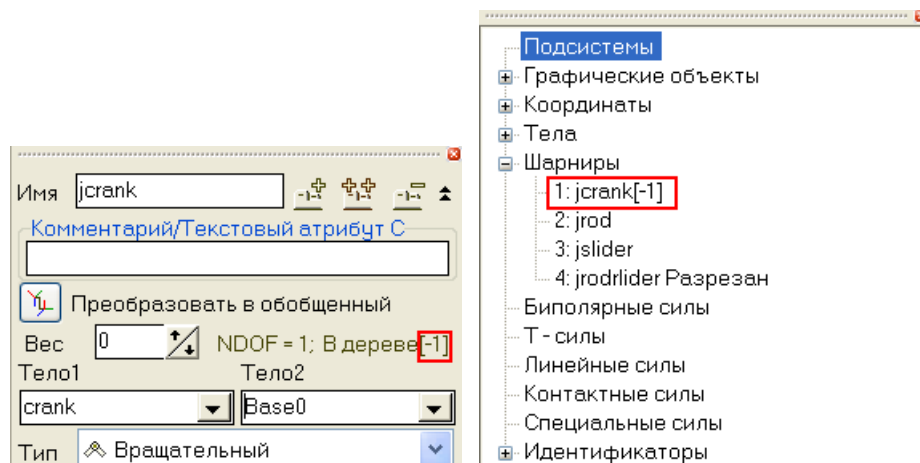 Имя jcrank
Комментарий/Текстовый атрибут C
Преобразовать в обобщенный
Вес 0 NDOF = 1; В дереве[-1]
Тело1 Тело2
crank Base0
Тип Вращательный
Подсистемы
Графические объекты
Координаты
Тела
Шарниры
1: jcrank[-1]
2: jrod
3: jslider
4: jrodrlider Разрезан
Биполярные силы
Т - силы
Линейные силы
Контактные силы
Специальные силы
Идентификаторы